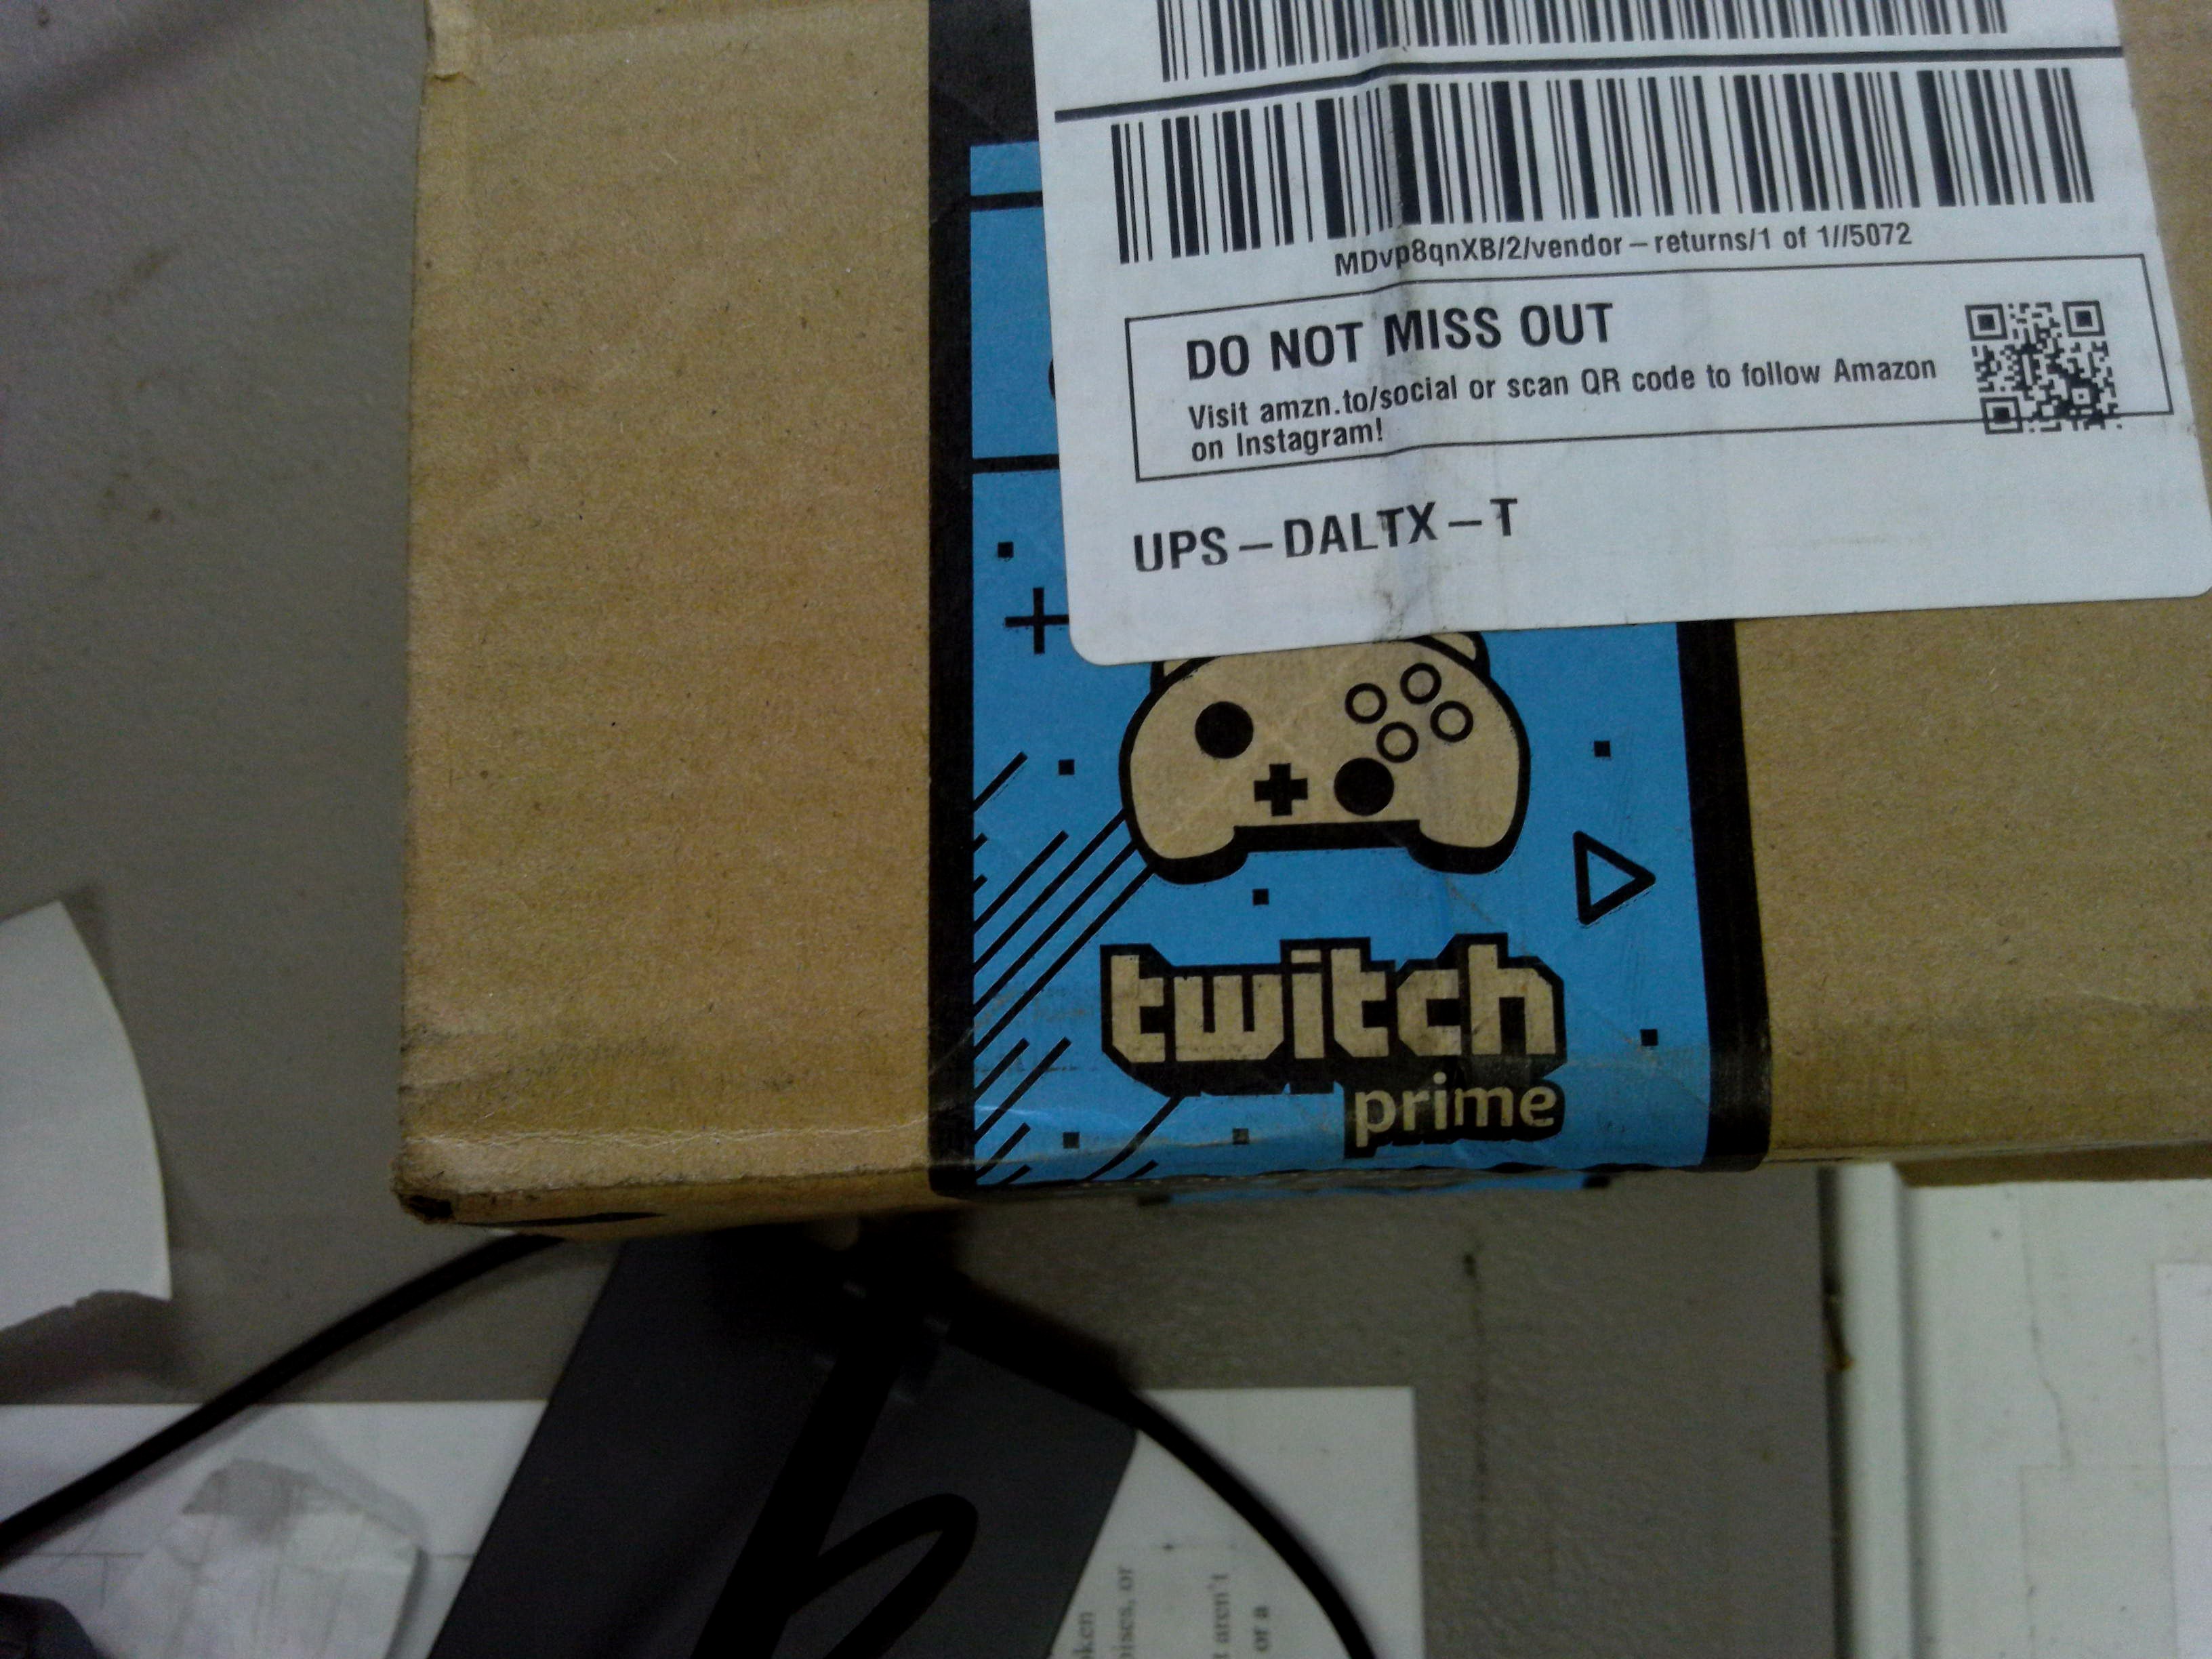 MDvp8qnXB/2/vendor-returns/1 of 1//5072
DO NOT MISS OUT
Visit amzn.to/social or scan QR code to follow Amazon
on Instagram!
UPS-DALTX-T
twitch
prime
or a